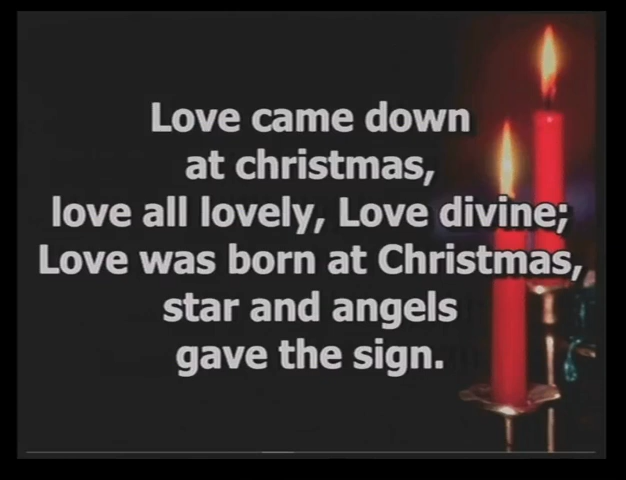 Love came down
at christmas,
love all lovely, Love divine;
Love was born at Christmas,
star and angels
gave the sign.